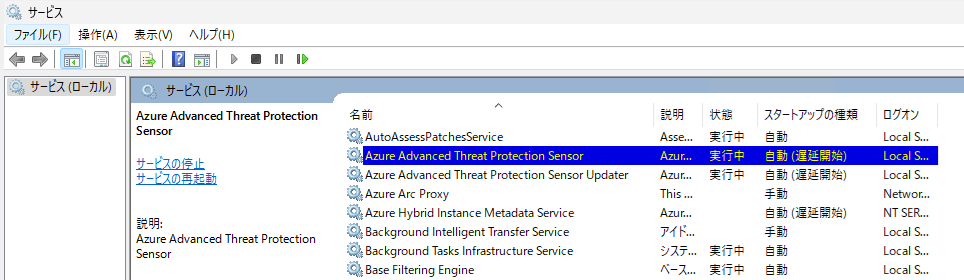 サービス
ファイル(F) 操作(A) 表示(V) ヘルプ(H)
サービス (ローカル)
サービス (ローカル)
Azure Advanced Threat Protection
Sensor
サービスの停止
サービスの再起動
説明:
Azure Advanced Threat Protection
Sensor
名前 説明 状態 スタートアップの種類 ログオン
AutoAssessPatchesService Asse... 実行中 自動 Local S...
Azure Advanced Threat Protection Sensor Azur... 実行中 自動 (遅延開始) Local S...
Azure Advanced Threat Protection Sensor Updater Azur... 実行中 自動 (遅延開始) Local S...
Azure Arc Proxy This ... 手動 Networ...
Azure Hybrid Instance Metadata Service Azur... 自動 (遅延開始) NT SER...
Background Intelligent Transfer Service アイド... 手動 Local S...
Background Tasks Infrastructure Service システ... 実行中 自動 Local S...
Base Filtering Engine ベース... 実行中 自動 Local S...